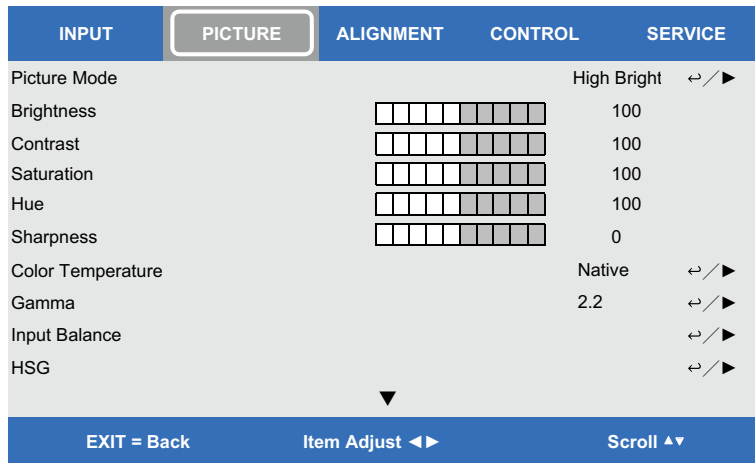 INPUT PICTURE ALIGNMENT CONTROL SERVICE
Picture Mode High Bright ↩/►
Brightness 100
Contrast 100
Saturation 100
Hue 100
Sharpness 0
Color Temperature Native ↩/►
Gamma 2.2 ↩/►
Input Balance ↩/►
HSG ↩/►
▼
EXIT = Back Item Adjust ◄► Scroll ▲▼